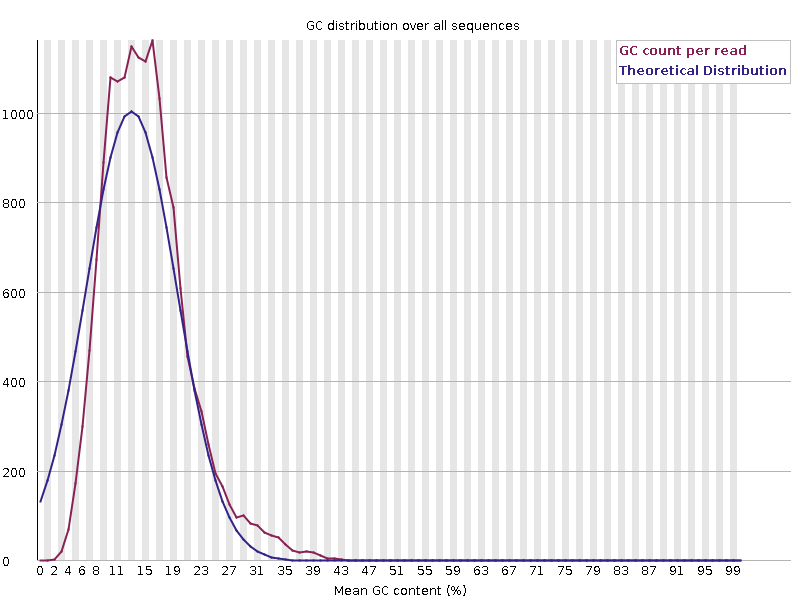 GC distribution over all sequences
GC count per read
Theoretical Distribution
1000
800
600
400
200
0
0 2 4 6 8 11 15 19 23 27 31 35 39 43 47 51 55 59 63 67 71 75 79 83 87 91 95 99
Mean GC content (%)